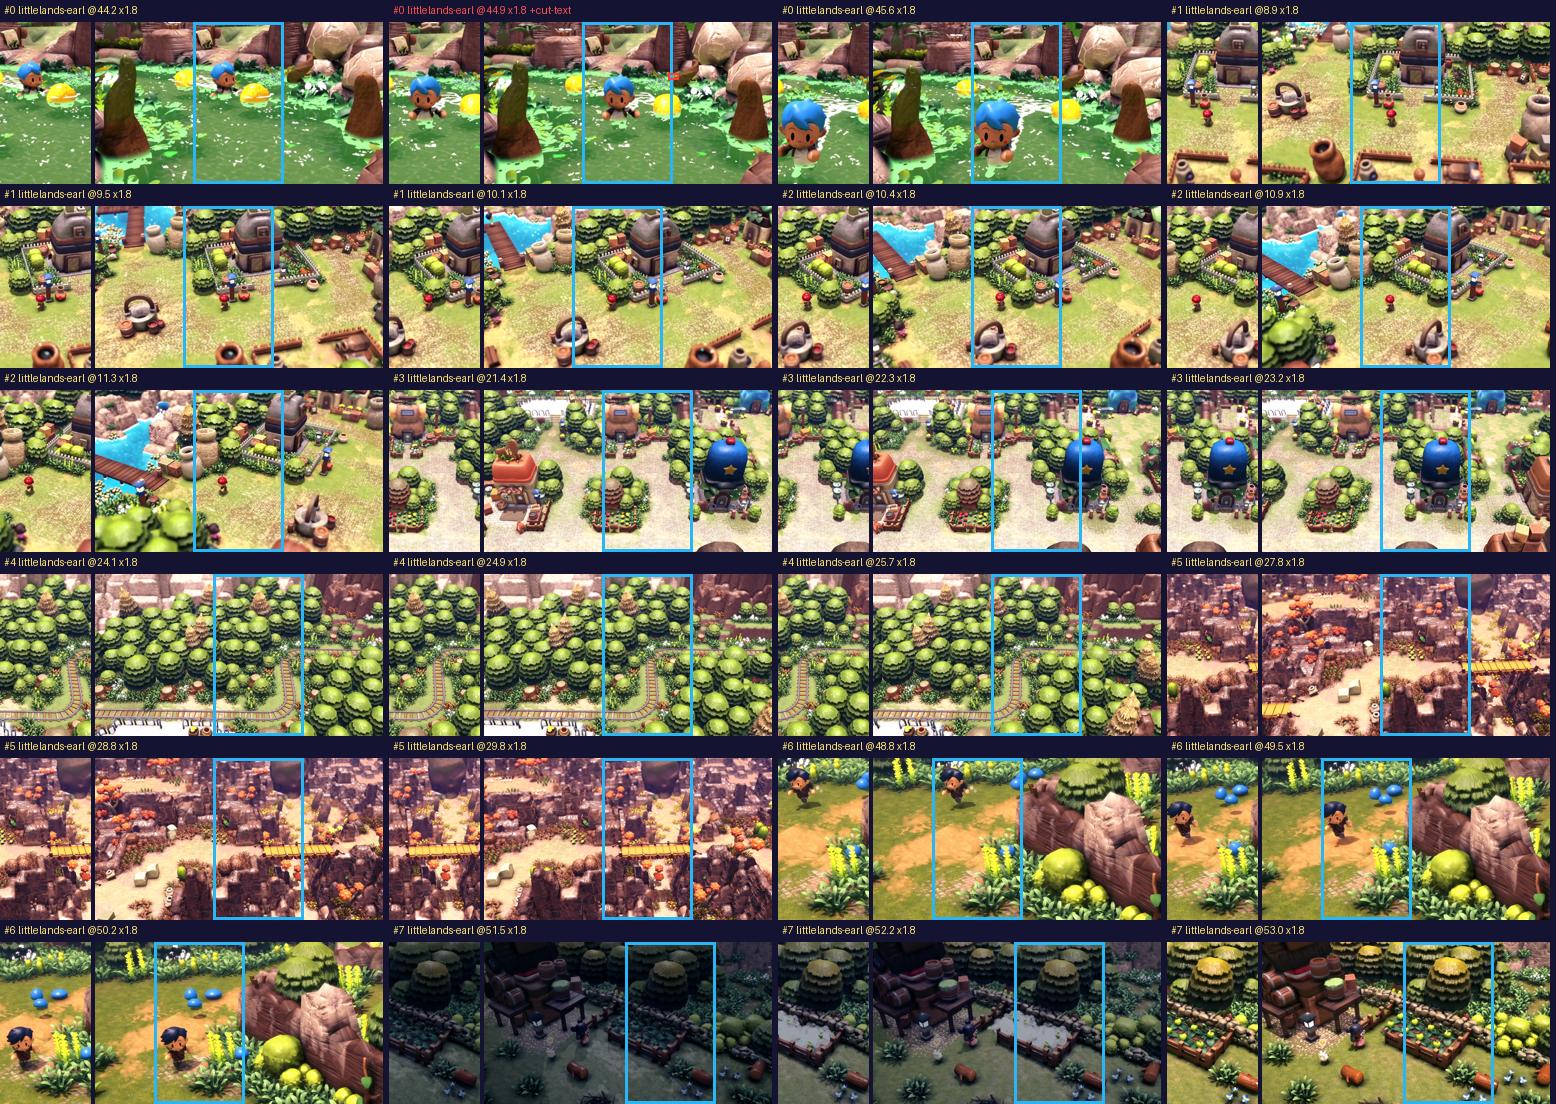 #0 littlelands-earl @44.2 x1.8
#0 littlelands-earl @44.9 x1.8 +cut-text
#0 littlelands-earl @45.6 x1.8
#1 littlelands-earl @8.9 x1.8
#1 littlelands-earl @9.5 x1.8
#1 littlelands-earl @10.1 x1.8
#2 littlelands-earl @10.4 x1.8
#2 littlelands-earl @10.9 x1.8
#2 littlelands-earl @11.3 x1.8
#3 littlelands-earl @21.4 x1.8
#3 littlelands-earl @22.3 x1.8
#3 littlelands-earl @23.2 x1.8
#4 littlelands-earl @24.1 x1.8
#4 littlelands-earl @24.9 x1.8
#4 littlelands-earl @25.7 x1.8
#5 littlelands-earl @27.8 x1.8
#5 littlelands-earl @28.8 x1.8
#5 littlelands-earl @29.8 x1.8
#6 littlelands-earl @48.8 x1.8
#6 littlelands-earl @49.5 x1.8
#6 littlelands-earl @50.2 x1.8
#7 littlelands-earl @51.5 x1.8
#7 littlelands-earl @52.2 x1.8
#7 littlelands-earl @53.0 x1.8